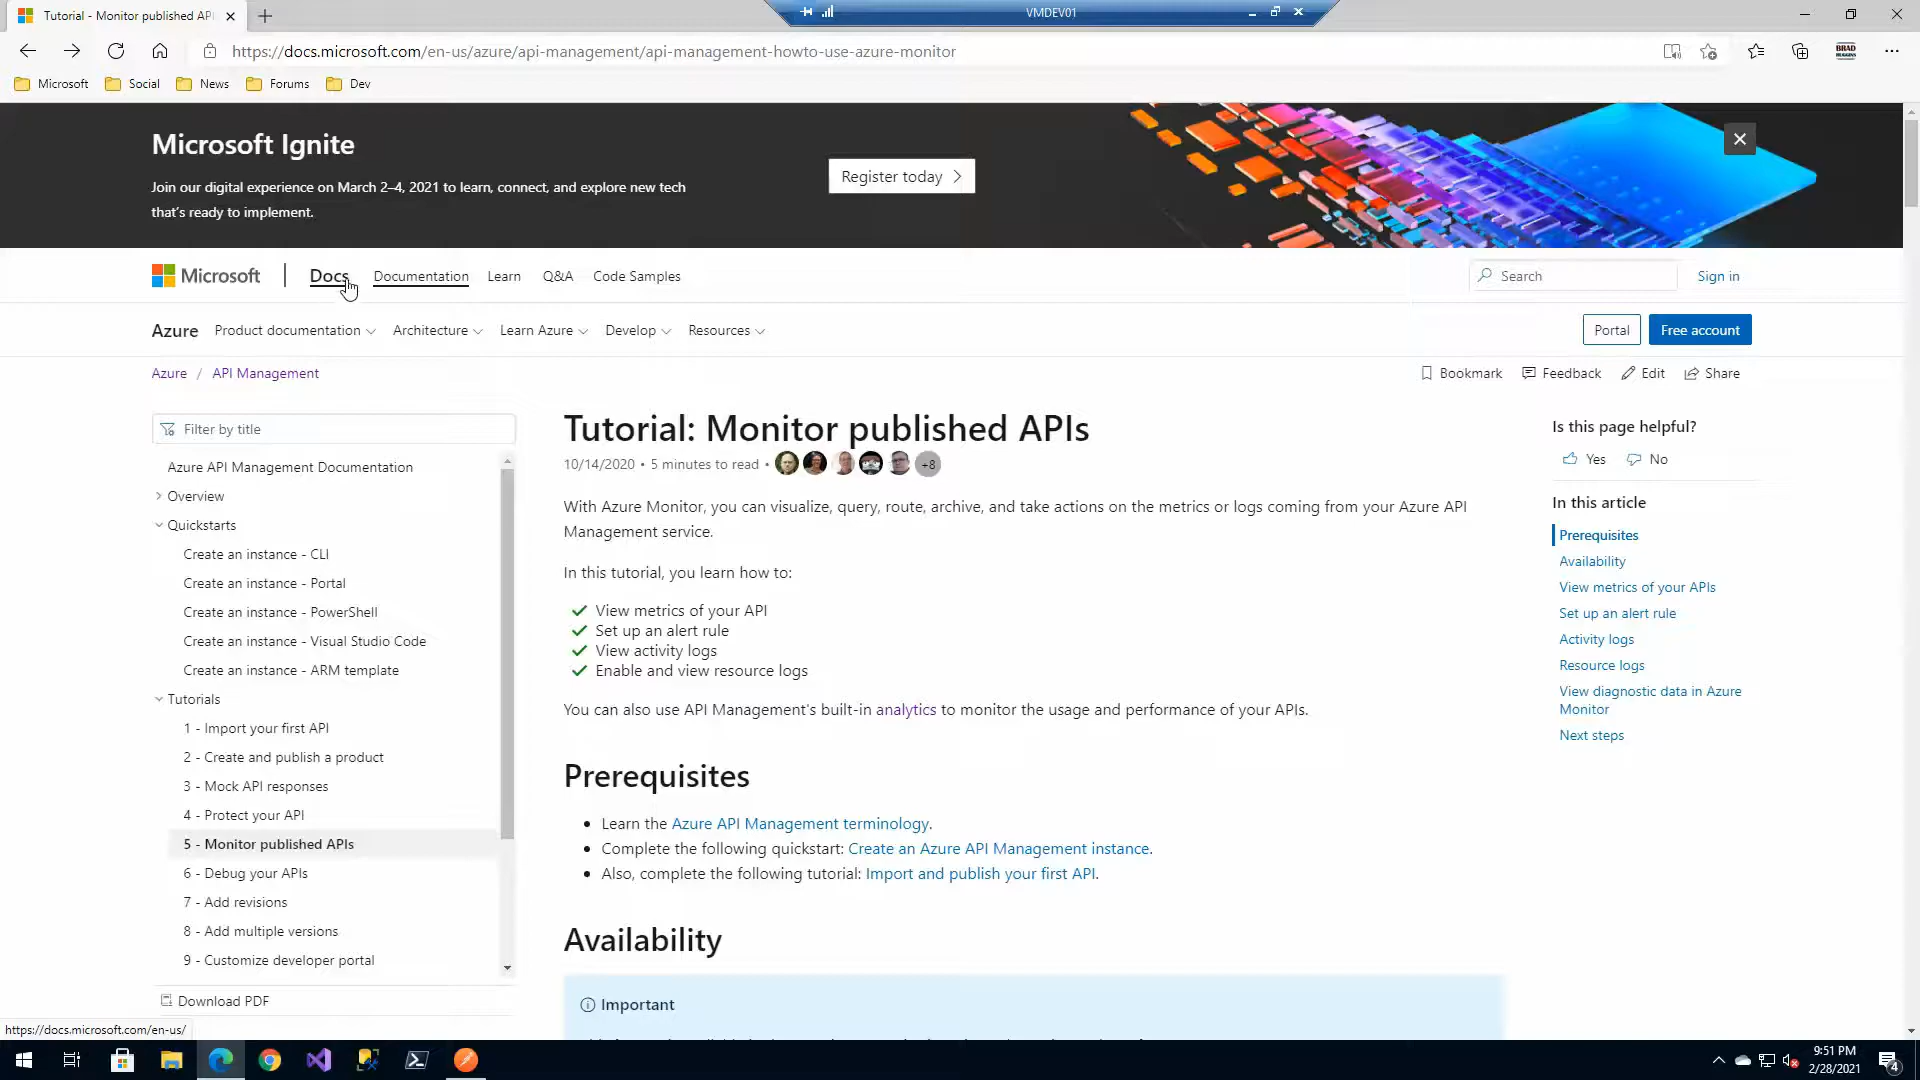 Tutorial - Monitor published API
VMDEV01
https://docs.microsoft.com/en-us/azure/api-management/api-management-howto-use-azure-monitor
BRAD
Microsoft
Social
News
Forums
Dev
Microsoft Ignite
Join our digital experience on March 2–4, 2021 to learn, connect, and explore new tech
that's ready to implement.
Register today
Microsoft
Docs
Documentation
Learn
Q&A
Code Samples
Search
Sign in
Azure
Product documentation
Architecture
Learn Azure
Develop
Resources
Portal
Free account
Azure / API Management
Bookmark
Feedback
Edit
Share
Filter by title
Azure API Management Documentation
Overview
Quickstarts
Create an instance - CLI
Create an instance - Portal
Create an instance - PowerShell
Create an instance - Visual Studio Code
Create an instance - ARM template
Tutorials
1 - Import your first API
2 - Create and publish a product
3 - Mock API responses
4 - Protect your API
5 - Monitor published APIs
6 - Debug your APIs
7 - Add revisions
8 - Add multiple versions
9 - Customize developer portal
Download PDF
Tutorial: Monitor published APIs
10/14/2020 • 5 minutes to read •
+8
With Azure Monitor, you can visualize, query, route, archive, and take actions on the metrics or logs coming from your Azure API
Management service.
In this tutorial, you learn how to:
View metrics of your API
Set up an alert rule
View activity logs
Enable and view resource logs
You can also use API Management's built-in analytics to monitor the usage and performance of your APIs.
Prerequisites
• Learn the Azure API Management terminology.
• Complete the following quickstart: Create an Azure API Management instance.
• Also, complete the following tutorial: Import and publish your first API.
Availability
Important
Is this page helpful?
Yes
No
In this article
Prerequisites
Availability
View metrics of your APIs
Set up an alert rule
Activity logs
Resource logs
View diagnostic data in Azure
Monitor
Next steps
https://docs.microsoft.com/en-us/
9:51 PM
2/28/2021
4